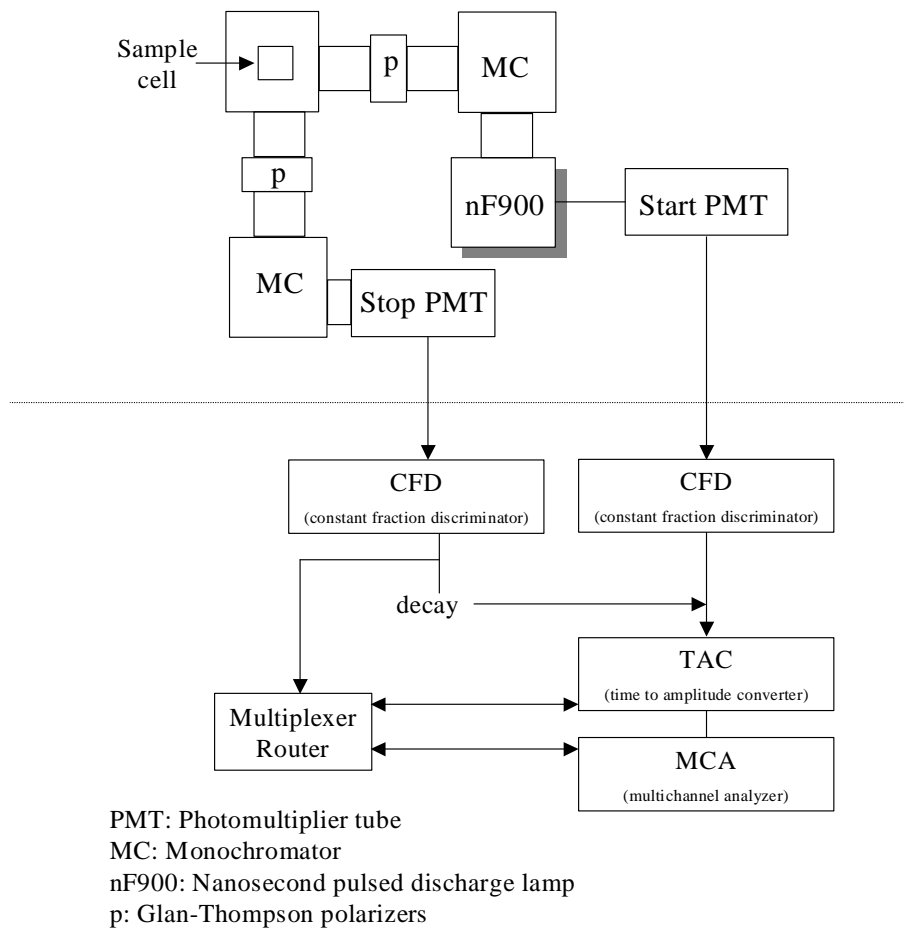 Sample
cell
p
MC
p
nF900
Start PMT
MC
Stop PMT
CFD
(constant fraction discriminator)
CFD
(constant fraction discriminator)
decay
TAC
(time to amplitude converter)
Multiplexer
Router
MCA
(multichannel analyzer)
PMT: Photomultiplier tube
MC: Monochromator
nF900: Nanosecond pulsed discharge lamp
p: Glan-Thompson polarizers